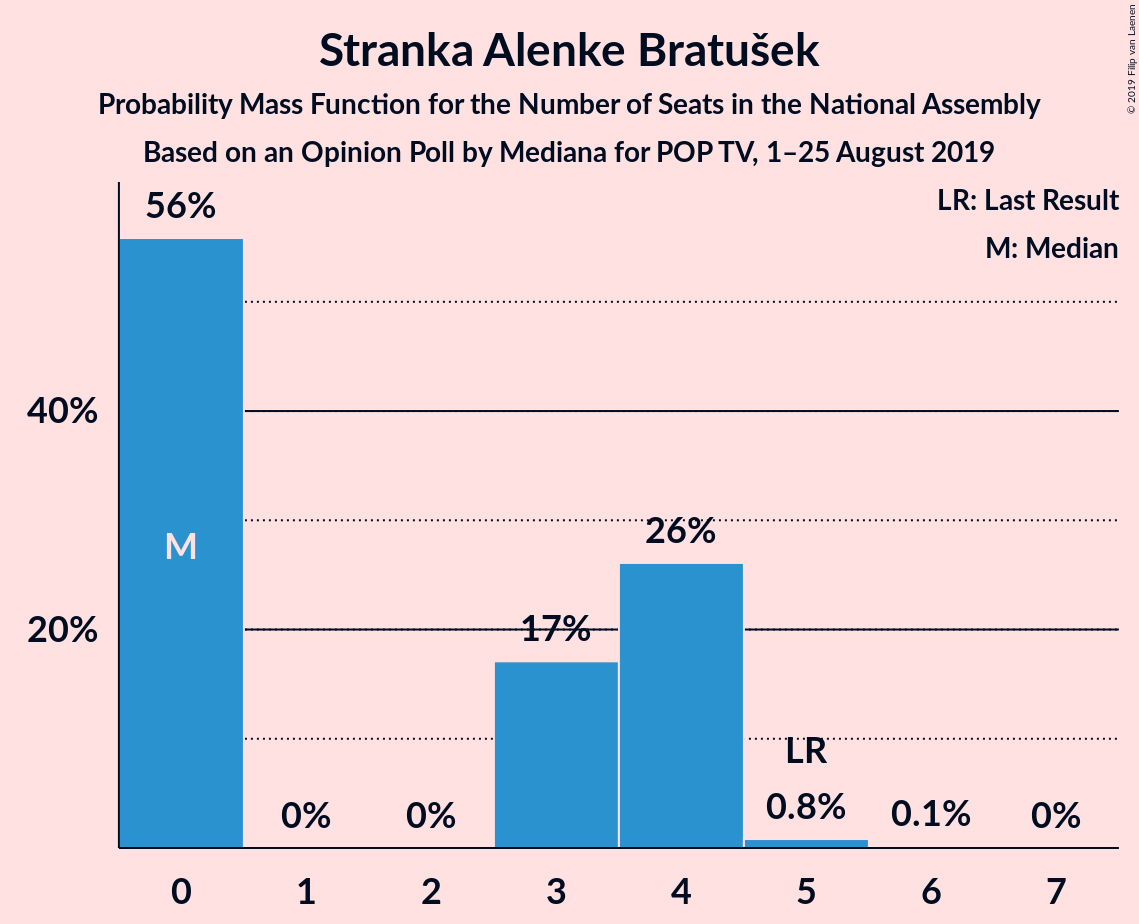 Stranka Alenke Bratušek
Probability Mass Function for the Number of Seats in the National Assembly
Based on an Opinion Poll by Mediana for POP TV, 1–25 August 2019
© 2019 Filip van Laenen
LR: Last Result
M: Median
56%
40%
20%
M
0%
0%
17%
26%
LR
0.8%
0.1%
0%
0 1 2 3 4 5 6 7